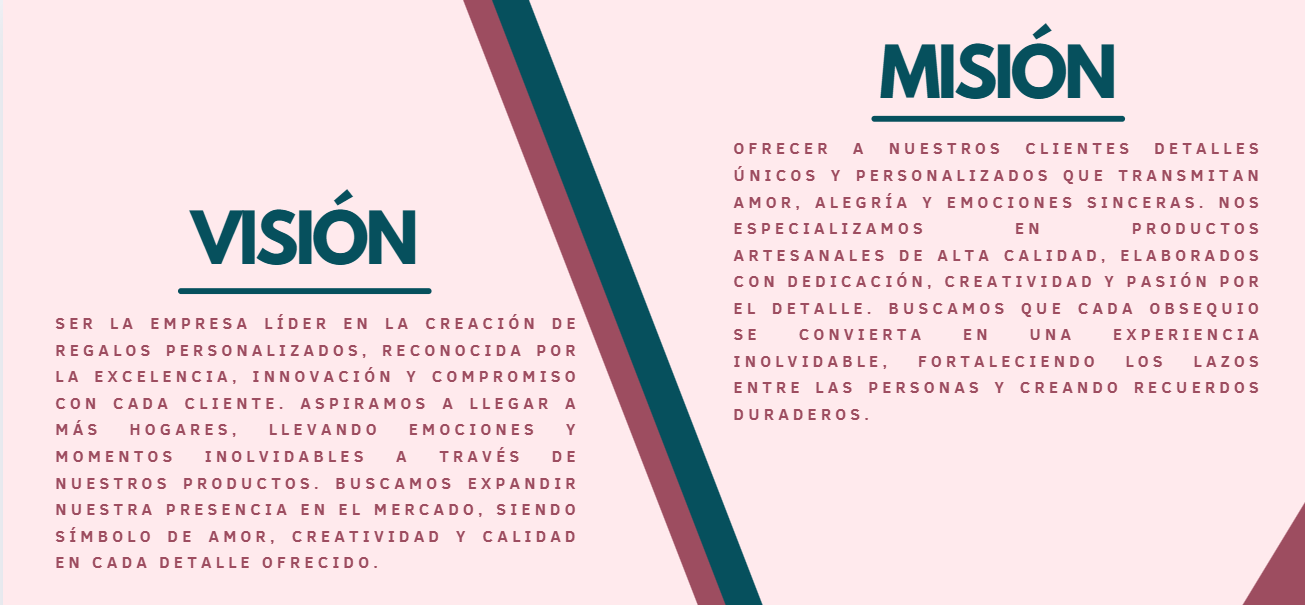 VISIÓN
SER LA EMPRESA LÍDER EN LA CREACIÓN DE
REGALOS PERSONALIZADOS, RECONOCIDA POR
LA EXCELENCIA, INNOVACIÓN Y COMPROMISO
CON CADA CLIENTE. ASPIRAMOS A LLEGAR A
MÁS HOGARES, LLEVANDO EMOCIONES Y
MOMENTOS INOLVIDABLES A TRAVÉS DE
NUESTROS PRODUCTOS. BUSCAMOS EXPANDIR
NUESTRA PRESENCIA EN EL MERCADO, SIENDO
SÍMBOLO DE AMOR, CREATIVIDAD Y CALIDAD
EN CADA DETALLE OFRECIDO.
MISIÓN
OFRECER A NUESTROS CLIENTES DETALLES
ÚNICOS Y PERSONALIZADOS QUE TRANSMITAN
AMOR, ALEGRÍA Y EMOCIONES SINCERAS. NOS
ESPECIALIZAMOS EN PRODUCTOS
ARTESANALES DE ALTA CALIDAD, ELABORADOS
CON DEDICACIÓN, CREATIVIDAD Y PASIÓN POR
EL DETALLE. BUSCAMOS QUE CADA OBSEQUIO
SE CONVIERTA EN UNA EXPERIENCIA
INOLVIDABLE, FORTALECIENDO LOS LAZOS
ENTRE LAS PERSONAS Y CREANDO RECUERDOS
DURADEROS.